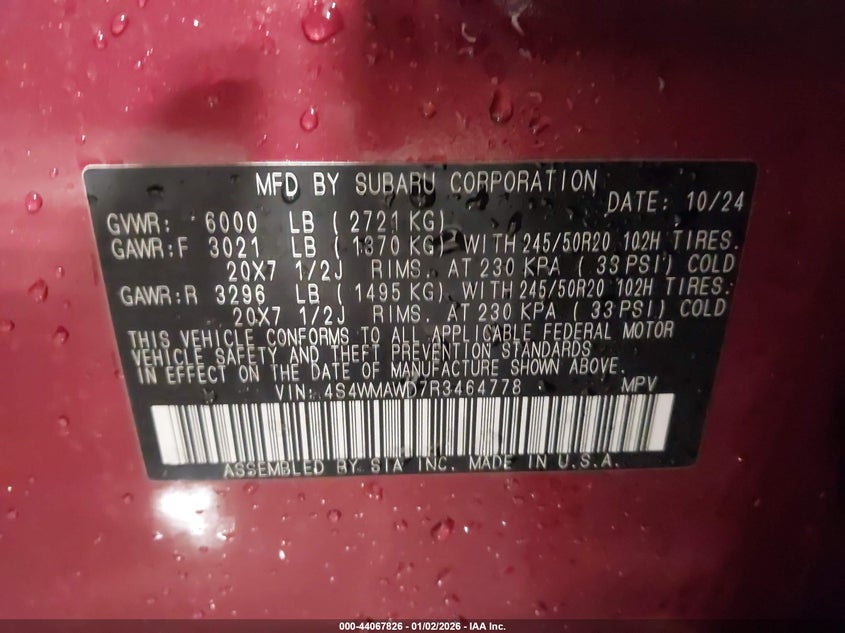 MFD BY SUBARU CORPORATION
DATE: 10/24
GVWR: 6000 LB ( 2721 KG)
GAWR:F 3021 LB ( 1370 KG) WITH 245/50R20 102H TIRES.
20X7 1/2J RIMS. AT 230 KPA ( 33 PSI) COLD
GAWR:R 3296 LB ( 1495 KG) WITH 245/50R20 102H TIRES.
20X7 1/2J RIMS. AT 230 KPA ( 33 PSI) COLD
THIS VEHICLE CONFORMS TO ALL APPLICABLE FEDERAL MOTOR
VEHICLE SAFETY AND THEFT PREVENTION STANDARDS
IN EFFECT ON THE DATE OF MANUFACTURE SHOWN ABOVE.
VIN: 4S4WMAWD7R3464778 MPV
ASSEMBLED BY SIA INC. MADE IN U.S.A.
000-44067826 - 01/02/2026 - IAA Inc.